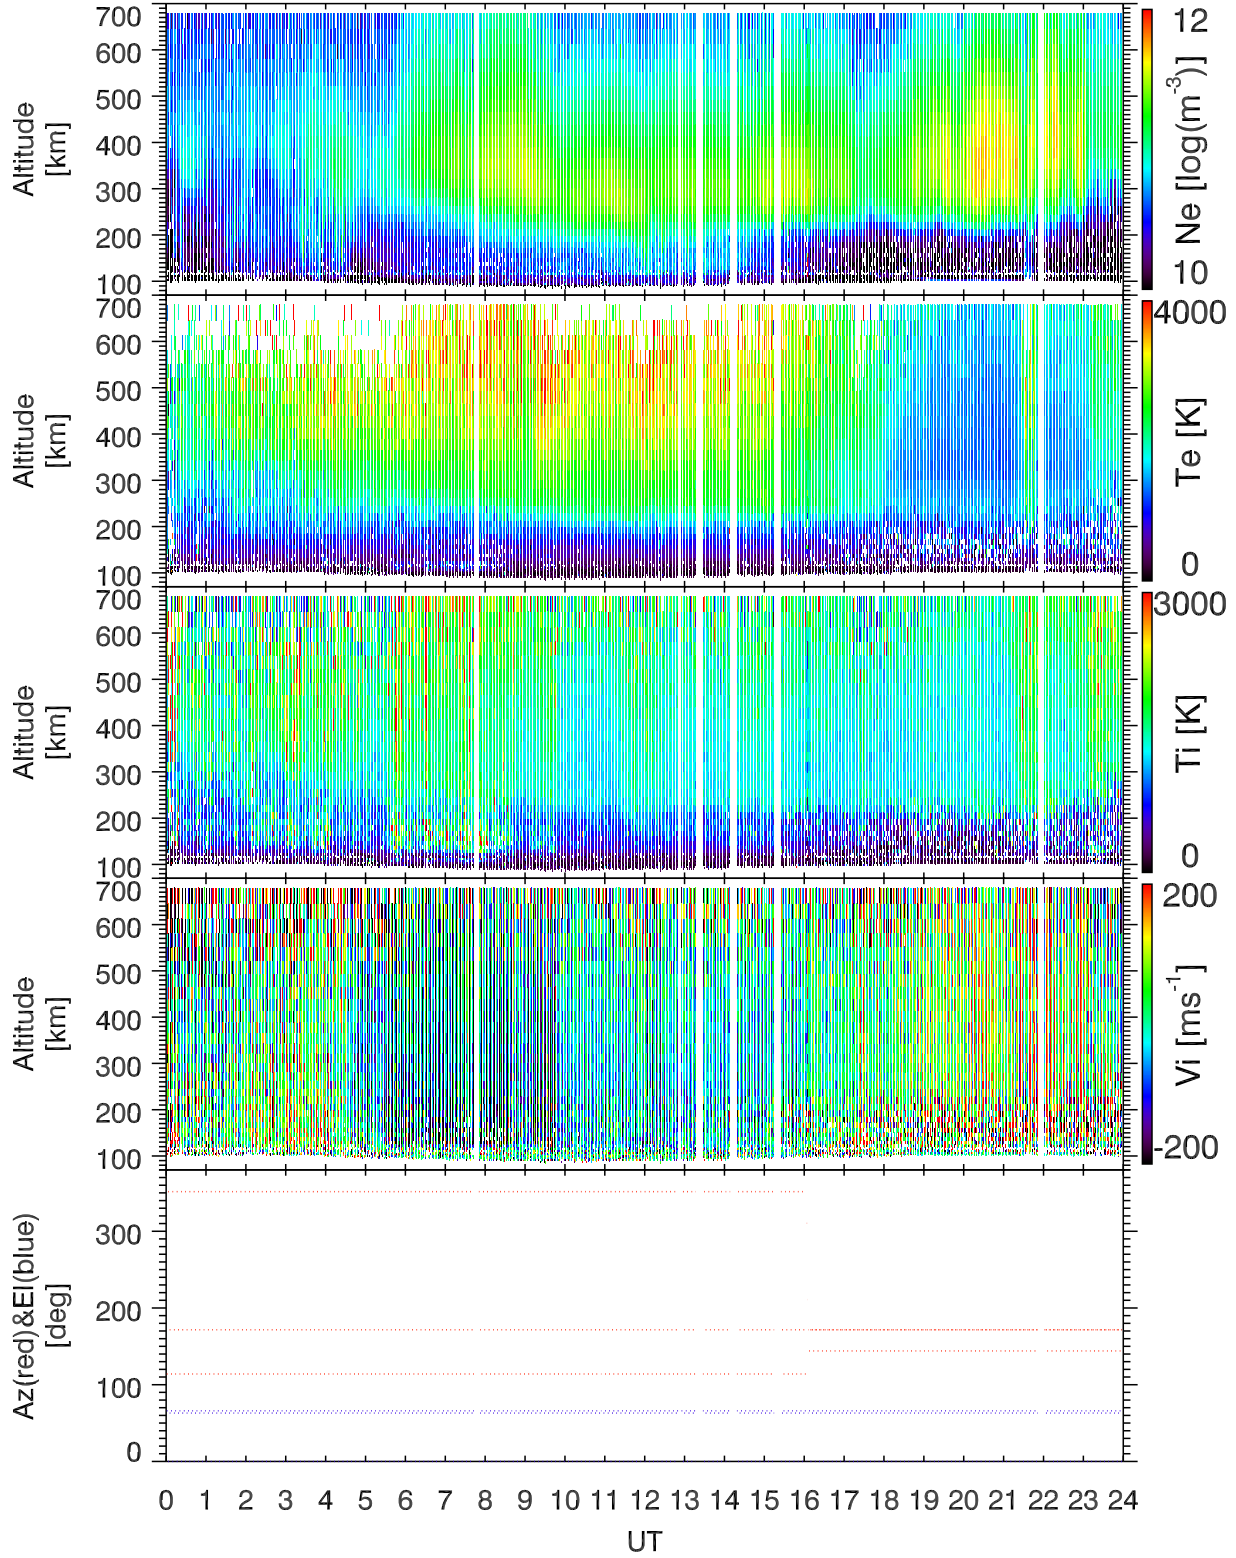 700
600
500
400
300
200
100
Altitude
[km]
12
Ne [log(m⁻³)]
10
700
600
500
400
300
200
100
Altitude
[km]
4000
Te [K]
0
700
600
500
400
300
200
100
Altitude
[km]
3000
Ti [K]
0
700
600
500
400
300
200
100
Altitude
[km]
200
Vi [ms⁻¹]
-200
300
200
100
0
Az(red)&El(blue)
[deg]
0 1 2 3 4 5 6 7 8 9 10 11 12 13 14 15 16 17 18 19 20 21 22 23 24
UT